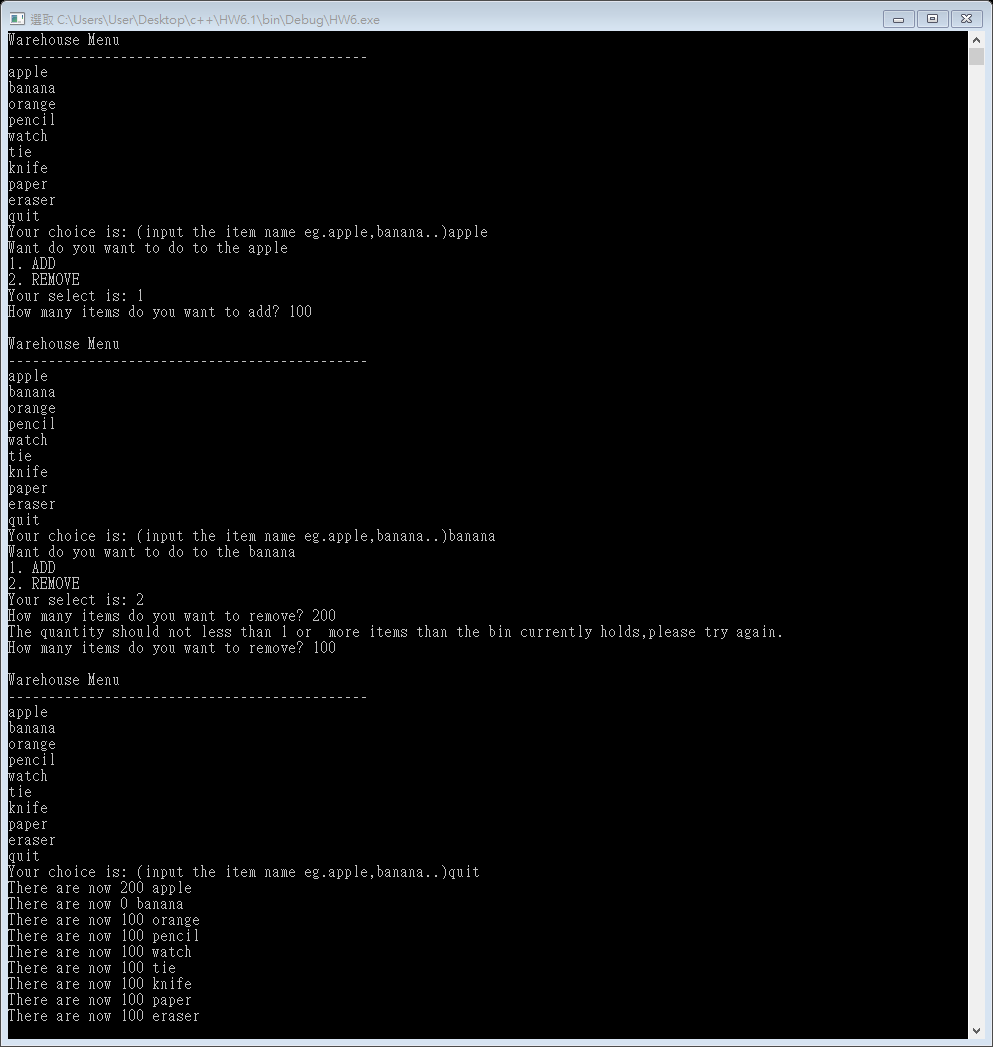 選取 C:\Users\User\Desktop\c++\HW6.1\bin\Debug\HW6.exe
Warehouse Menu
---------------------------------------------
apple
banana
orange
pencil
watch
tie
knife
paper
eraser
quit
Your choice is: (input the item name eg.apple,banana..)apple
Want do you want to do to the apple
1. ADD
2. REMOVE
Your select is: 1
How many items do you want to add? 100
Warehouse Menu
---------------------------------------------
apple
banana
orange
pencil
watch
tie
knife
paper
eraser
quit
Your choice is: (input the item name eg.apple,banana..)banana
Want do you want to do to the banana
1. ADD
2. REMOVE
Your select is: 2
How many items do you want to remove? 200
The quantity should not less than 1 or  more items than the bin currently holds,please try again.
How many items do you want to remove? 100
Warehouse Menu
---------------------------------------------
apple
banana
orange
pencil
watch
tie
knife
paper
eraser
quit
Your choice is: (input the item name eg.apple,banana..)quit
There are now 200 apple
There are now 0 banana
There are now 100 orange
There are now 100 pencil
There are now 100 watch
There are now 100 tie
There are now 100 knife
There are now 100 paper
There are now 100 eraser